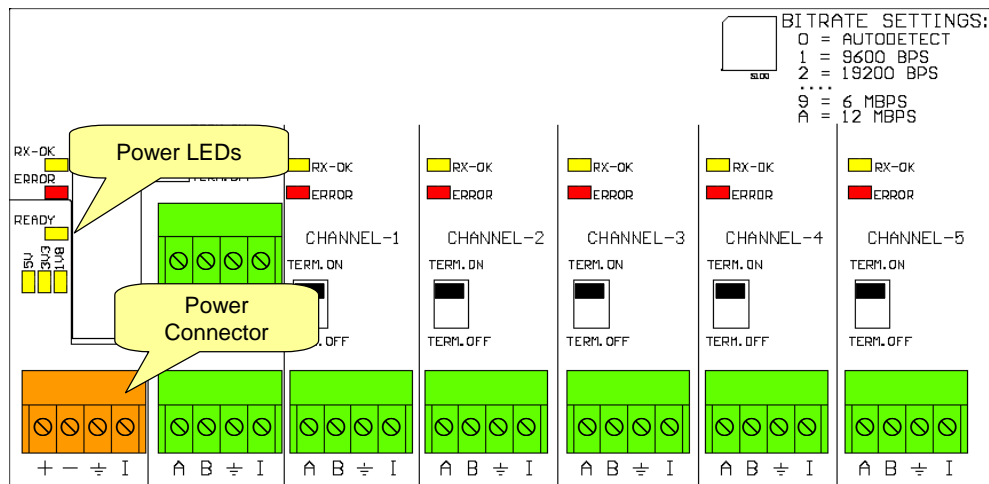 BITRATE SETTINGS:
0 = AUTODETECT
1 = 9600 BPS
2 = 19200 BPS
....
9 = 6 MBPS
A = 12 MBPS
S100
Power LEDs
RX-OK
ERROR
READY
5V
3V3
1V8
Power
Connector
+ - ⏚ I
A B ⏚ I
RX-OK
ERROR
CHANNEL-1
TERM.ON
TERM.OFF
A B ⏚ I
RX-OK
ERROR
CHANNEL-2
TERM.ON
TERM.OFF
A B ⏚ I
RX-OK
ERROR
CHANNEL-3
TERM.ON
TERM.OFF
A B ⏚ I
RX-OK
ERROR
CHANNEL-4
TERM.ON
TERM.OFF
A B ⏚ I
RX-OK
ERROR
CHANNEL-5
TERM.ON
TERM.OFF
A B ⏚ I